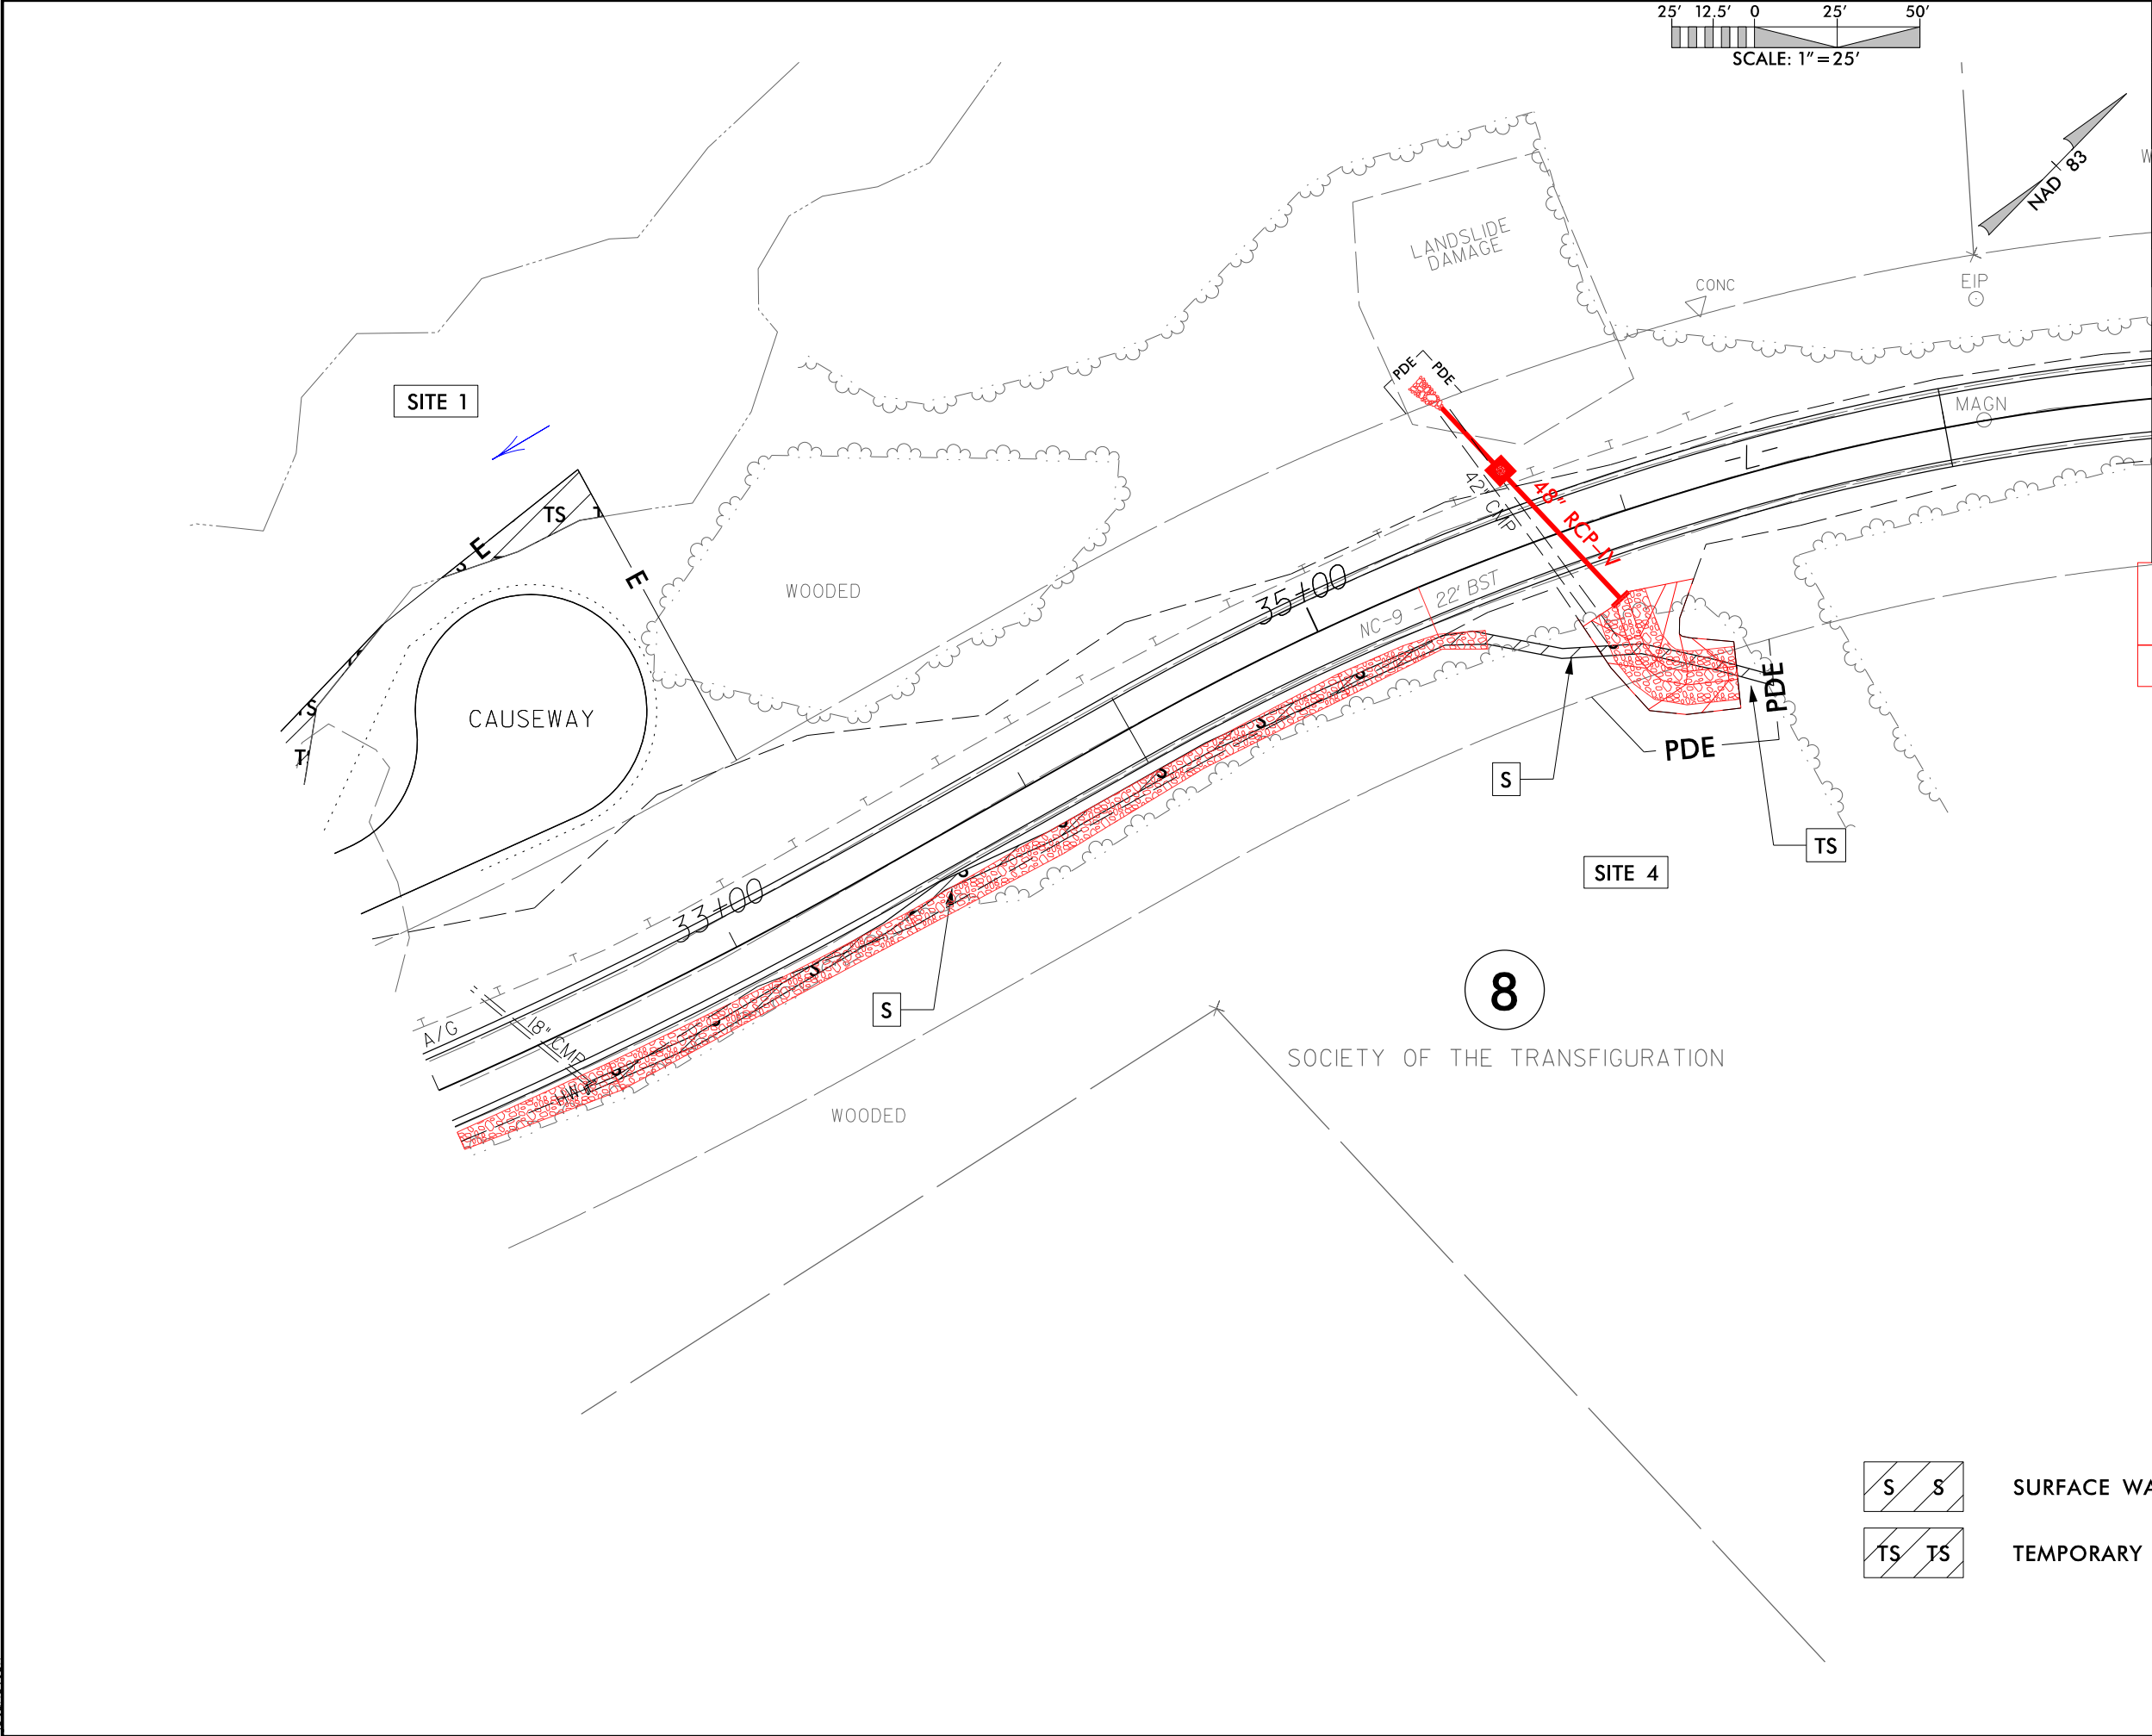 25' 12.5' 0 25' 50'
SCALE: 1"=25'
NAD 83
LANDSLIDE
DAMAGE
CONC
EIP
PDE
PDE
SITE 1
MAGN
L
42" CMP
48" RCP-IV
TS
E
S
E
WOODED
35+00
NC-9 - 22' BST
CAUSEWAY
S
PDE
PDE
S
S
S
S
TS
SITE 4
33+00
S
S
8
A/G
18" CMP
SOCIETY OF THE TRANSFIGURATION
WOODED
S S SURFACE WA
TS TS TEMPORARY